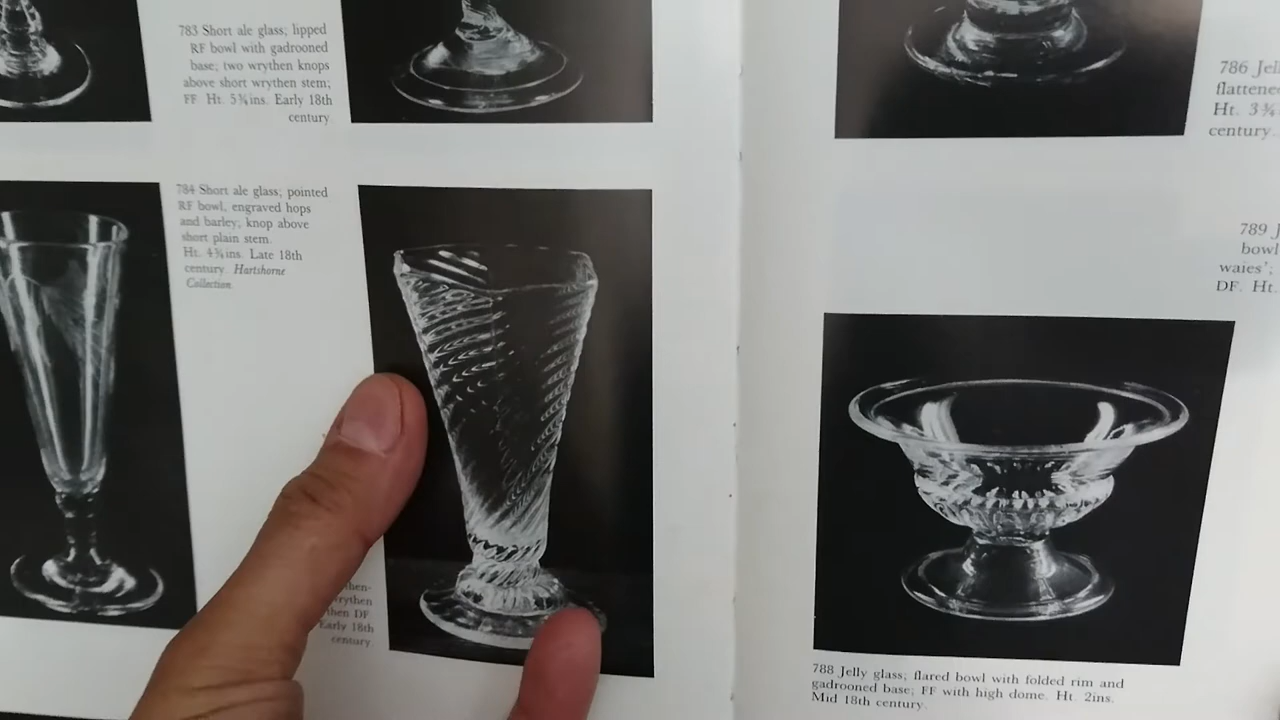 783 Short ale glass; lipped
RF bowl with gadrooned
base; two wrythen knops
above short wrythen stem;
FF Ht. 5¾ins. Early 18th
century
784 Short ale glass; pointed
RF bowl, engraved hops
and barley; knop above
short plain stem.
Ht. 4¾ins. Late 18th
century. Hartshorne
Collection.
then DF
Early 18th
century
786
Ht. 3¾
century.
789 J
bowl
waies';
DF. Ht.
788 Jelly glass; flared bowl with folded rim and
gadrooned base; FF with high dome. Ht. 2ins.
Mid 18th century.